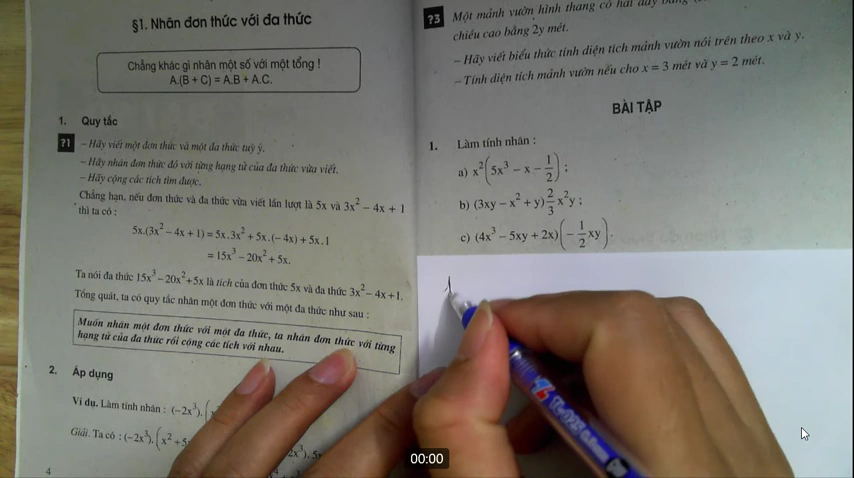 §1. Nhân đơn thức với đa thức
Chẳng khác gì nhân một số với một tổng !
A.(B + C) = A.B + A.C.
1. Quy tắc
?1 – Hãy viết một đơn thức và một đa thức tuỳ ý.
– Hãy nhân đơn thức đó với từng hạng tử của đa thức vừa viết.
– Hãy cộng các tích tìm được.
Chẳng hạn, nếu đơn thức và đa thức vừa viết lần lượt là 5x và 3x² – 4x + 1
thì ta có :
5x.(3x² – 4x + 1) = 5x.3x² + 5x.(–4x) + 5x.1
= 15x³ – 20x² + 5x.
Ta nói đa thức 15x³ – 20x² + 5x là tích của đơn thức 5x và đa thức 3x² – 4x + 1.
Tổng quát, ta có quy tắc nhân một đơn thức với một đa thức như sau :
Muốn nhân một đơn thức với một đa thức, ta nhân đơn thức với từng
hạng tử của đa thức rồi cộng các tích với nhau.
2. Áp dụng
Ví dụ. Làm tính nhân : (–2x³).
Giải. Ta có : (–2x³).(x² + 5
4
?3 Một mảnh vườn hình thang có hai đáy bằng
chiều cao bằng 2y mét.
– Hãy viết biểu thức tính diện tích mảnh vườn nói trên theo x và y.
– Tính diện tích mảnh vườn nếu cho x = 3 mét và y = 2 mét.
BÀI TẬP
1. Làm tính nhân :
a) x²(5x³ – x – 1/2) ;
b) (3xy – x² + y) 2/3 x²y ;
c) (4x³ – 5xy + 2x)(–1/2 xy).
00:00